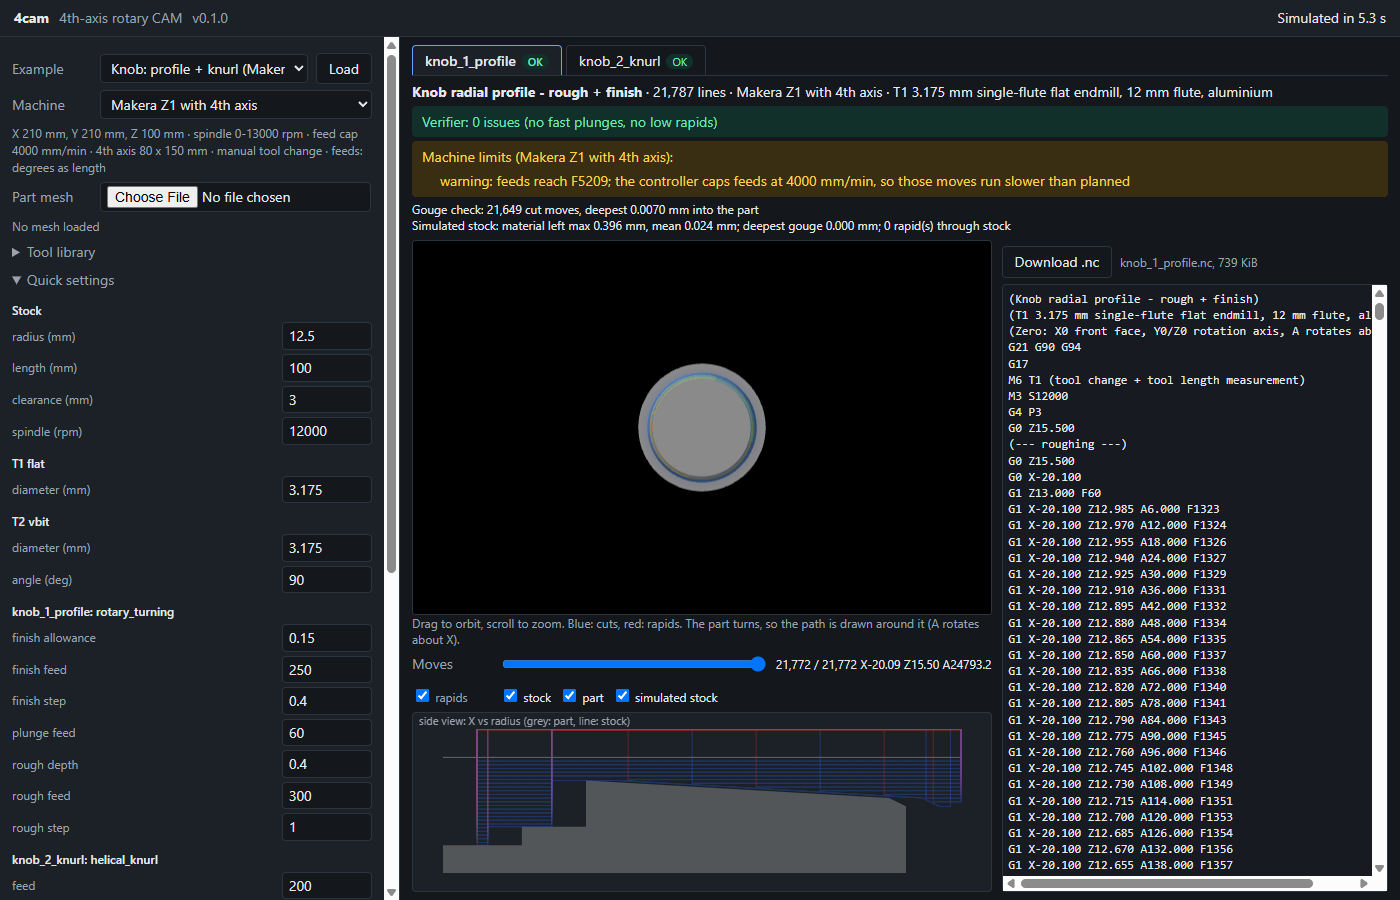 4cam 4th-axis rotary CAM v0.1.0
Simulated in 5.3 s
Example
Knob: profile + knurl (Maker
Load
Machine
Makera Z1 with 4th axis
X 210 mm, Y 210 mm, Z 100 mm · spindle 0-13000 rpm · feed cap
4000 mm/min · 4th axis 80 x 150 mm · manual tool change · feeds:
degrees as length
Part mesh
Choose File No file chosen
No mesh loaded
Tool library
Quick settings
Stock
radius (mm) 12.5
length (mm) 100
clearance (mm) 3
spindle (rpm) 12000
T1 flat
diameter (mm) 3.175
T2 vbit
diameter (mm) 3.175
angle (deg) 90
knob_1_profile: rotary_turning
finish allowance 0.15
finish feed 250
finish step 0.4
plunge feed 60
rough depth 0.4
rough feed 300
rough step 1
knob_2_knurl: helical_knurl
feed 200
knob_1_profile OK
knob_2_knurl OK
Knob radial profile - rough + finish · 21,787 lines · Makera Z1 with 4th axis · T1 3.175 mm single-flute flat endmill, 12 mm flute, aluminium
Verifier: 0 issues (no fast plunges, no low rapids)
Machine limits (Makera Z1 with 4th axis):
warning: feeds reach F5209; the controller caps feeds at 4000 mm/min, so those moves run slower than planned
Gouge check: 21,649 cut moves, deepest 0.0070 mm into the part
Simulated stock: material left max 0.396 mm, mean 0.024 mm; deepest gouge 0.000 mm; 0 rapid(s) through stock
Drag to orbit, scroll to zoom. Blue: cuts, red: rapids. The part turns, so the path is drawn around it (A rotates
about X).
Moves
21,772 / 21,772 X-20.09 Z15.50 A24793.2
rapids stock part simulated stock
side view: X vs radius (grey: part, line: stock)
Download .nc
knob_1_profile.nc, 739 KiB
(Knob radial profile - rough + finish)
(T1 3.175 mm single-flute flat endmill, 12 mm flute, al
(Zero: X0 front face, Y0/Z0 rotation axis, A rotates ab
G21 G90 G94
G17
M6 T1 (tool change + tool length measurement)
M3 S12000
G4 P3
G0 Z15.500
(--- roughing ---)
G0 Z15.500
G0 X-20.100
G1 Z13.000 F60
G1 X-20.100 Z12.985 A6.000 F1323
G1 X-20.100 Z12.970 A12.000 F1324
G1 X-20.100 Z12.955 A18.000 F1326
G1 X-20.100 Z12.940 A24.000 F1327
G1 X-20.100 Z12.925 A30.000 F1329
G1 X-20.100 Z12.910 A36.000 F1331
G1 X-20.100 Z12.895 A42.000 F1332
G1 X-20.100 Z12.880 A48.000 F1334
G1 X-20.100 Z12.865 A54.000 F1335
G1 X-20.100 Z12.850 A60.000 F1337
G1 X-20.100 Z12.835 A66.000 F1338
G1 X-20.100 Z12.820 A72.000 F1340
G1 X-20.100 Z12.805 A78.000 F1341
G1 X-20.100 Z12.790 A84.000 F1343
G1 X-20.100 Z12.775 A90.000 F1345
G1 X-20.100 Z12.760 A96.000 F1346
G1 X-20.100 Z12.745 A102.000 F1348
G1 X-20.100 Z12.730 A108.000 F1349
G1 X-20.100 Z12.715 A114.000 F1351
G1 X-20.100 Z12.700 A120.000 F1353
G1 X-20.100 Z12.685 A126.000 F1354
G1 X-20.100 Z12.670 A132.000 F1356
G1 X-20.100 Z12.655 A138.000 F1357